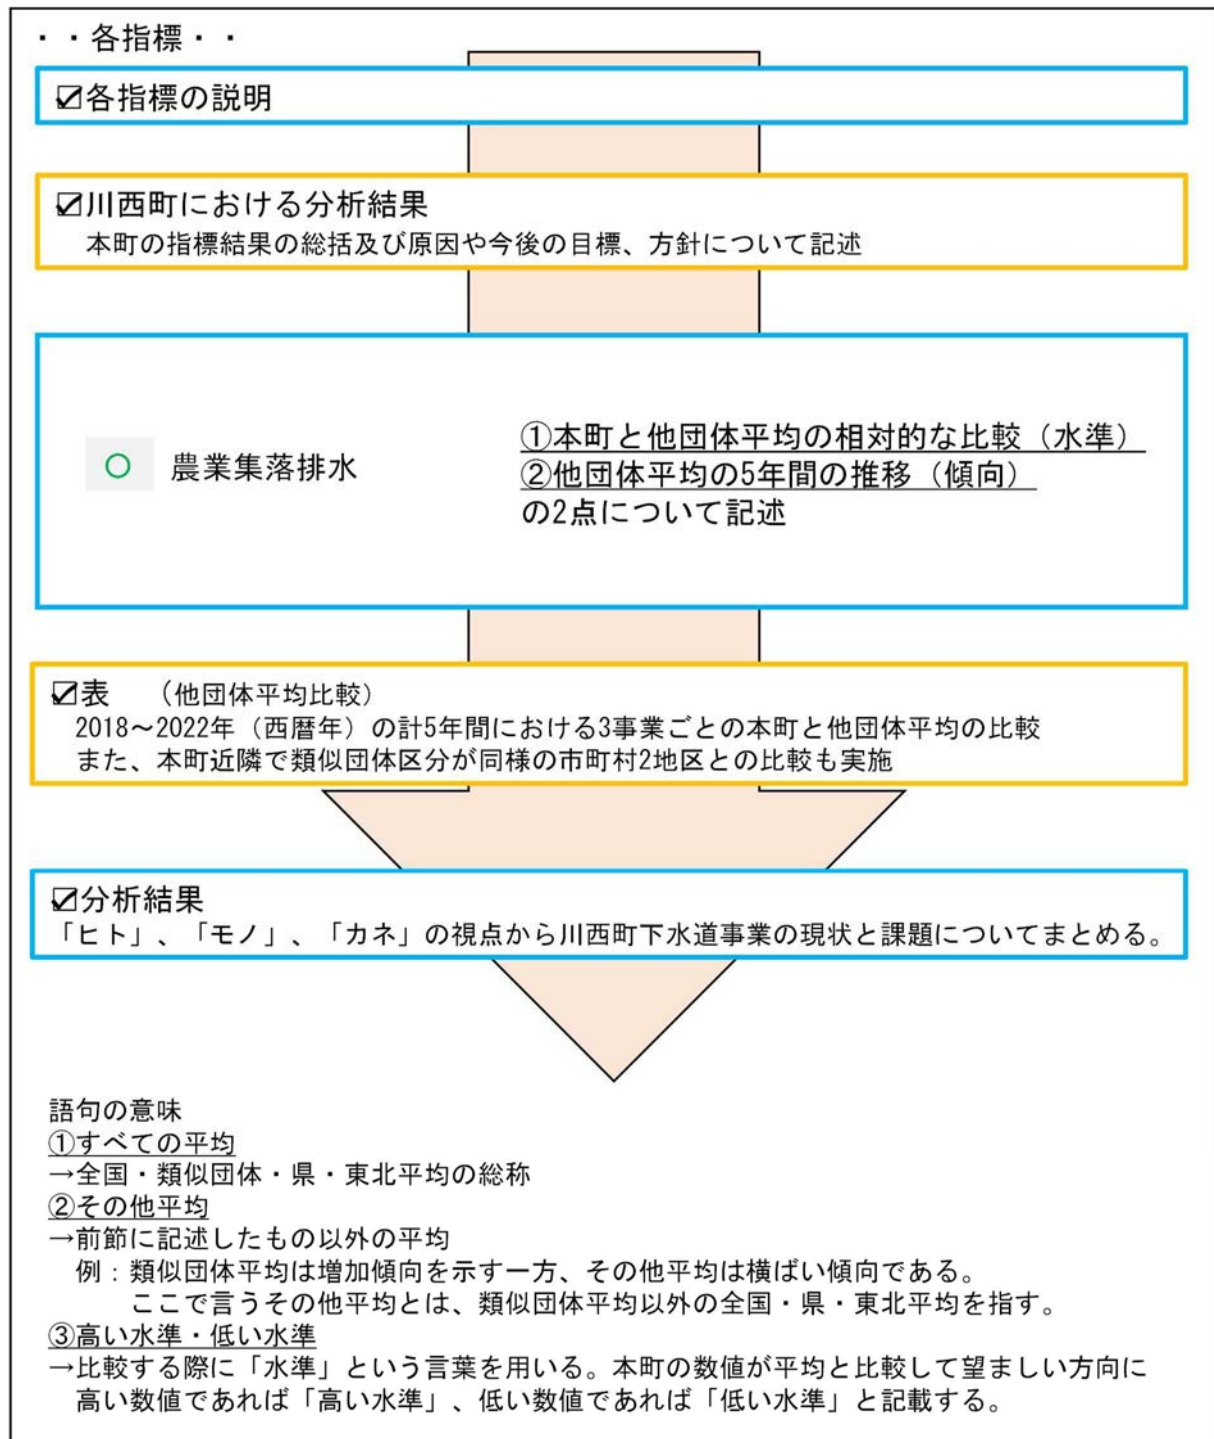 ・・各指標・・
☑各指標の説明
☑川西町における分析結果
本町の指標結果の総括及び原因や今後の目標、方針について記述
○ 農業集落排水
①本町と他団体平均の相対的な比較（水準）
②他団体平均の5年間の推移（傾向）
の2点について記述
☑表　（他団体平均比較）
2018～2022年（西暦年）の計5年間における3事業ごとの本町と他団体平均の比較
また、本町近隣で類似団体区分が同様の市町村2地区との比較も実施
☑分析結果
「ヒト」、「モノ」、「カネ」の視点から川西町下水道事業の現状と課題についてまとめる。
語句の意味
①すべての平均
→全国・類似団体・県・東北平均の総称
②その他平均
→前節に記述したもの以外の平均
例：類似団体平均は増加傾向を示す一方、その他平均は横ばい傾向である。
ここで言うその他平均とは、類似団体平均以外の全国・県・東北平均を指す。
③高い水準・低い水準
→比較する際に「水準」という言葉を用いる。本町の数値が平均と比較して望ましい方向に
高い数値であれば「高い水準」、低い数値であれば「低い水準」と記載する。